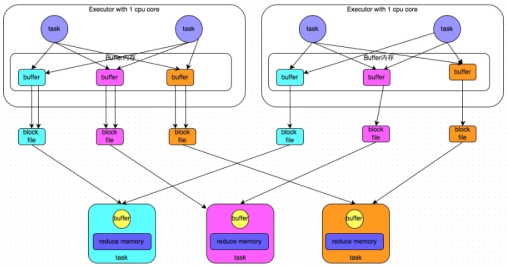 Executor with 1 cpu core
Executor with 1 cpu core
task
task
task
task
Buffer内存
Buffer内存
buffer
buffer
buffer
buffer
buffer
buffer
block
file
block
file
block
file
block
file
block
file
block
file
buffer
buffer
buffer
reduce memory
reduce memory
reduce memory
task
task
task